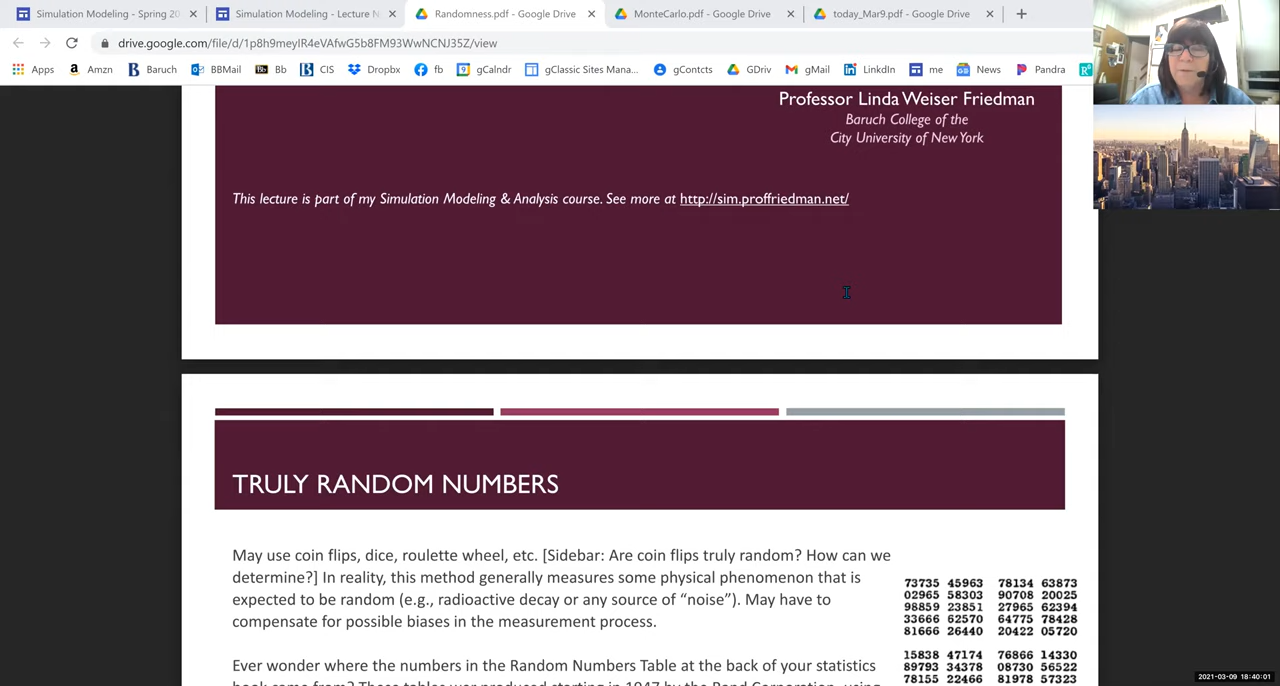 Simulation Modeling - Spring 20
Simulation Modeling - Lecture N
Randomness.pdf - Google Drive
MonteCarlo.pdf - Google Drive
today_Mar9.pdf - Google Drive
drive.google.com/file/d/1p8h9meyIR4eVAfwG5b8FM93WwNCNJ35Z/view
Apps Amzn Baruch BBMail Bb CIS Dropbx fb gCalndr gClassic Sites Mana... gContcts GDriv gMail LinkdIn me News Pandra
Professor Linda Weiser Friedman
Baruch College of the
City University of New York
This lecture is part of my Simulation Modeling & Analysis course. See more at http://sim.proffriedman.net/
TRULY RANDOM NUMBERS
May use coin flips, dice, roulette wheel, etc. [Sidebar: Are coin flips truly random? How can we
determine?] In reality, this method generally measures some physical phenomenon that is
expected to be random (e.g., radioactive decay or any source of “noise”). May have to
compensate for possible biases in the measurement process.
Ever wonder where the numbers in the Random Numbers Table at the back of your statistics
73735 45963 78134 63873
02965 58303 90708 20025
98859 23851 27965 62394
33666 62570 64775 78428
81666 26440 20422 05720
15838 47174 76866 14330
89793 34378 08730 56522
78155 22466 81978 57323
2021-03-09 18:40:01